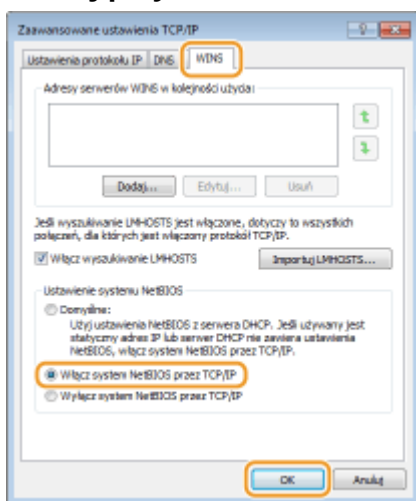 Zaawansowane ustawienia TCP/IP
Ustawienia protokołu IP DNS WINS
Adresy serwerów WINS w kolejności użycia:
Dodaj... Edytuj... Usuń
Jeśli wyszukiwanie LMHOSTS jest włączone, dotyczy to wszystkich
połączeń, dla których jest włączony protokół TCP/IP.
Włącz wyszukiwanie LMHOSTS Importuj LMHOSTS...
Ustawienie systemu NetBIOS
Domyślne:
Użyj ustawienia NetBIOS z serwera DHCP. Jeśli używany jest
statyczny adres IP lub serwer DHCP nie zawiera ustawienia
NetBIOS, włącz system NetBIOS przez TCP/IP.
Włącz system NetBIOS przez TCP/IP
Wyłącz system NetBIOS przez TCP/IP
OK Anuluj